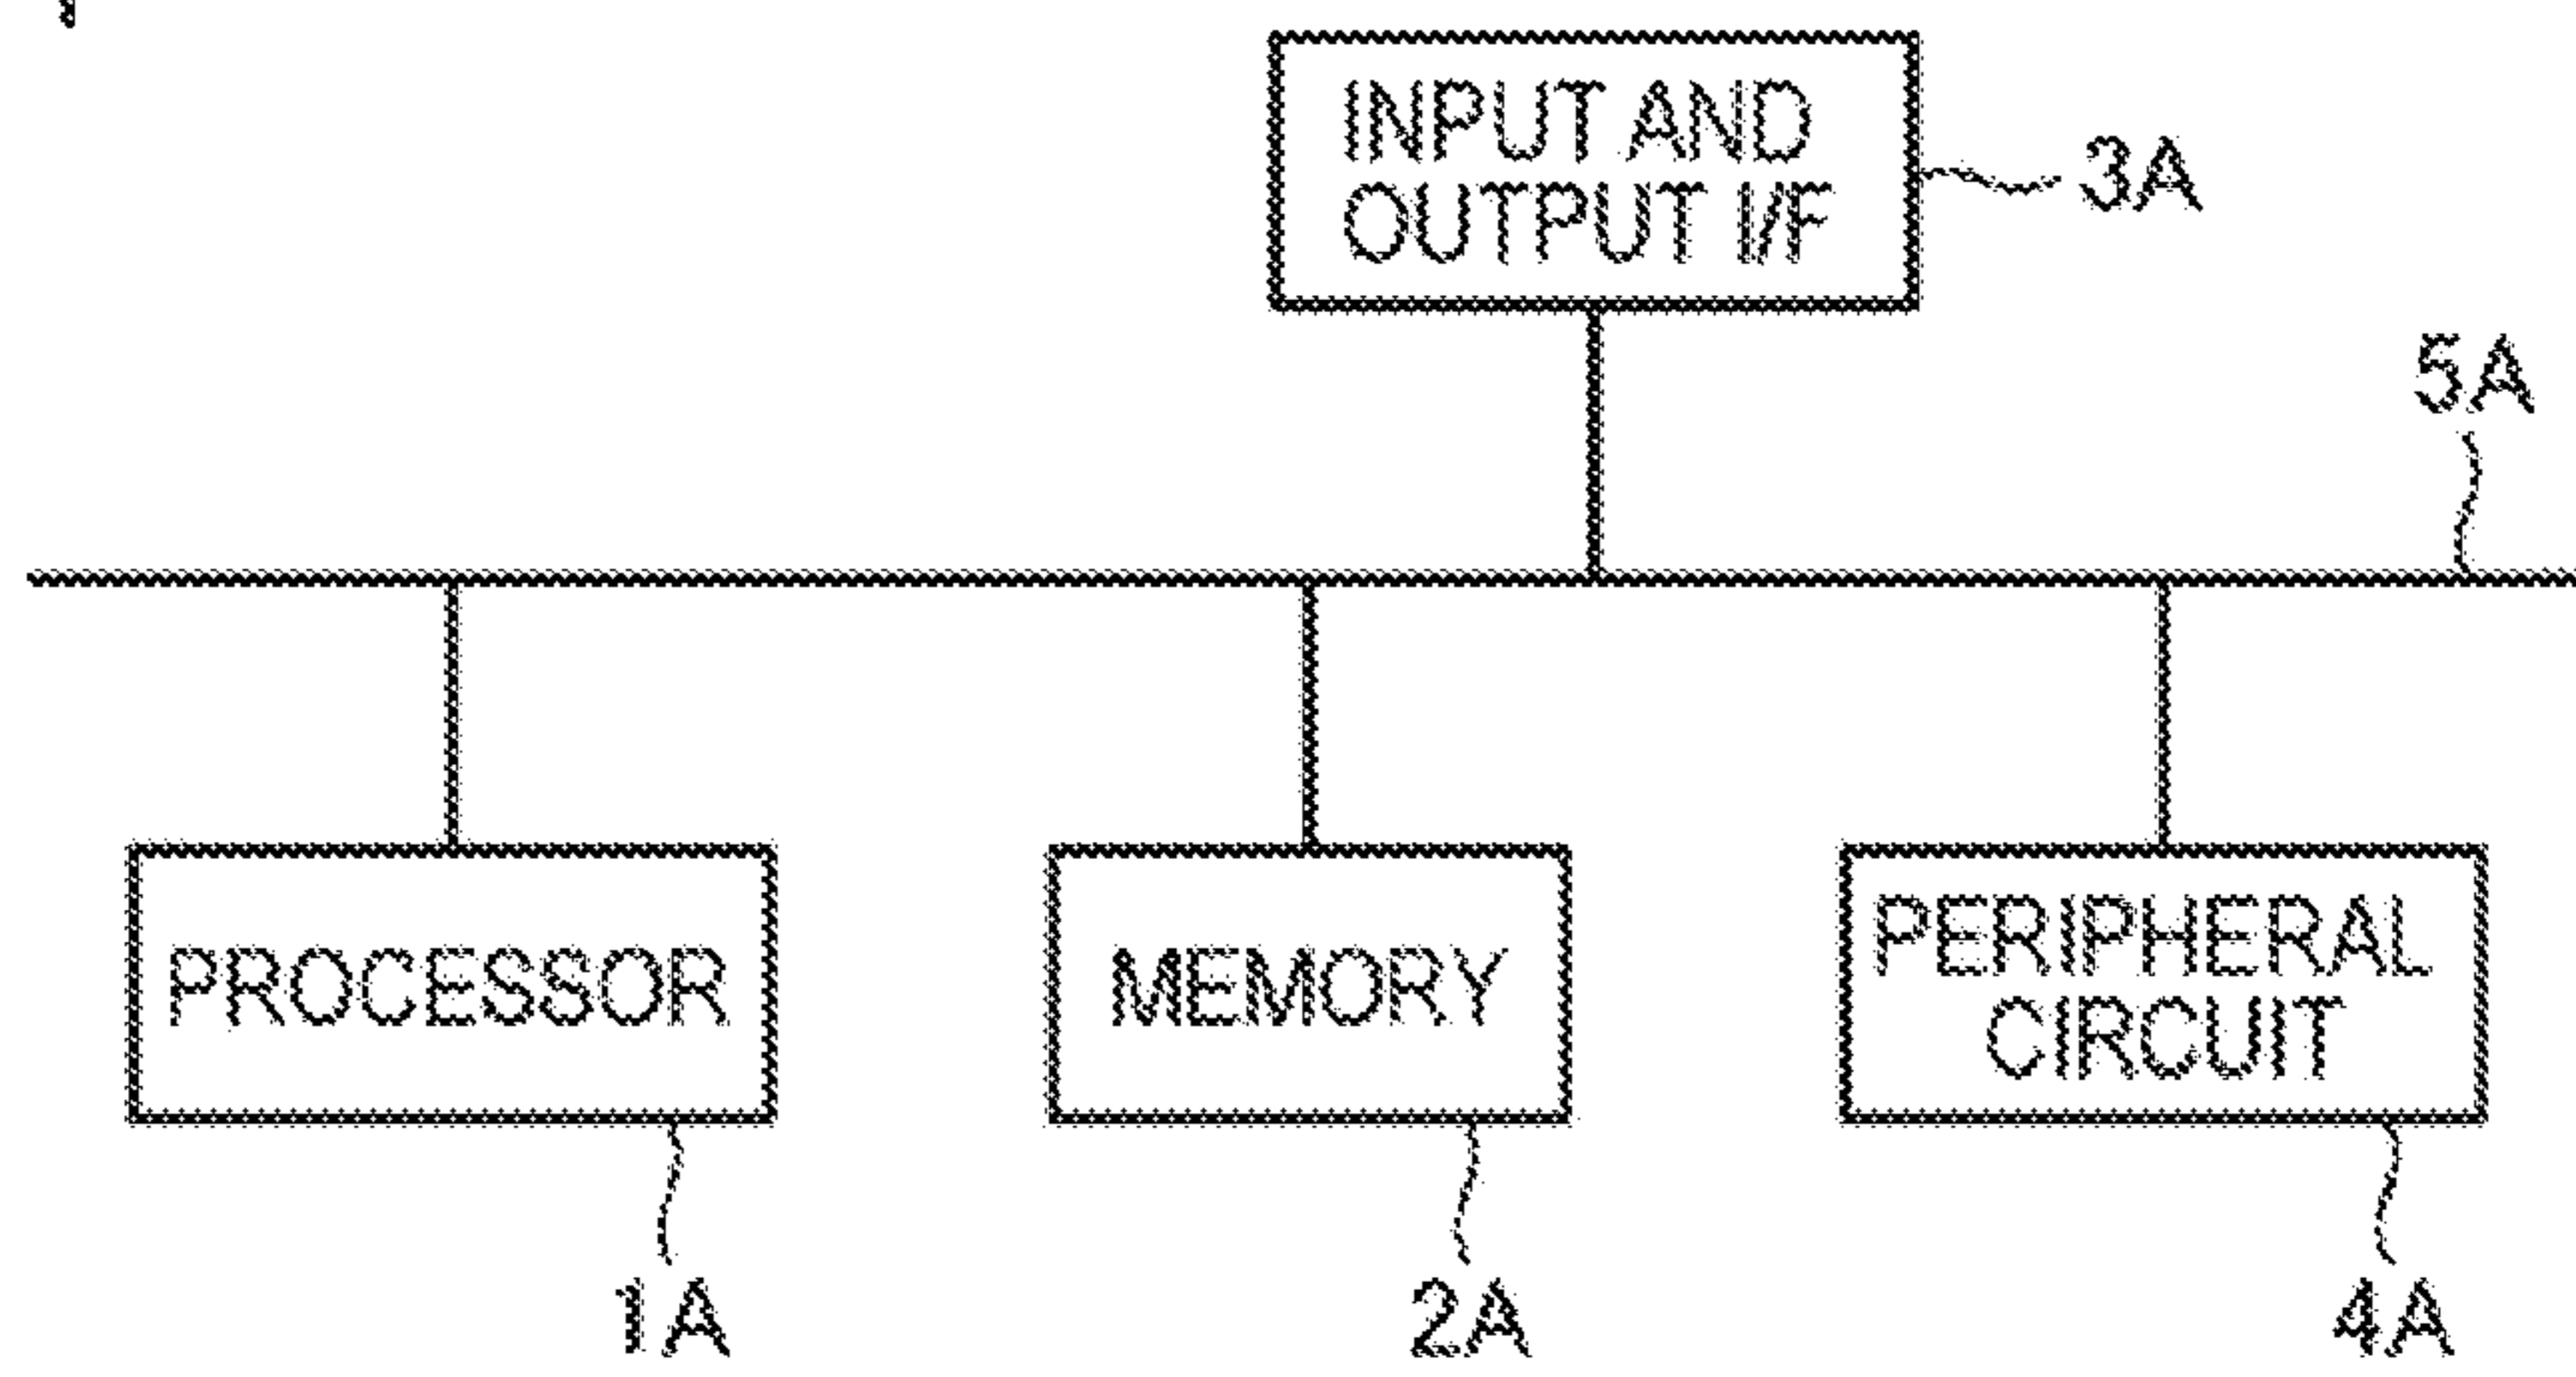 INPUT AND
OUTPUT I/F
3A
5A
PROCESSOR
MEMORY
PERIPHERAL
CIRCUIT
1A
2A
4A